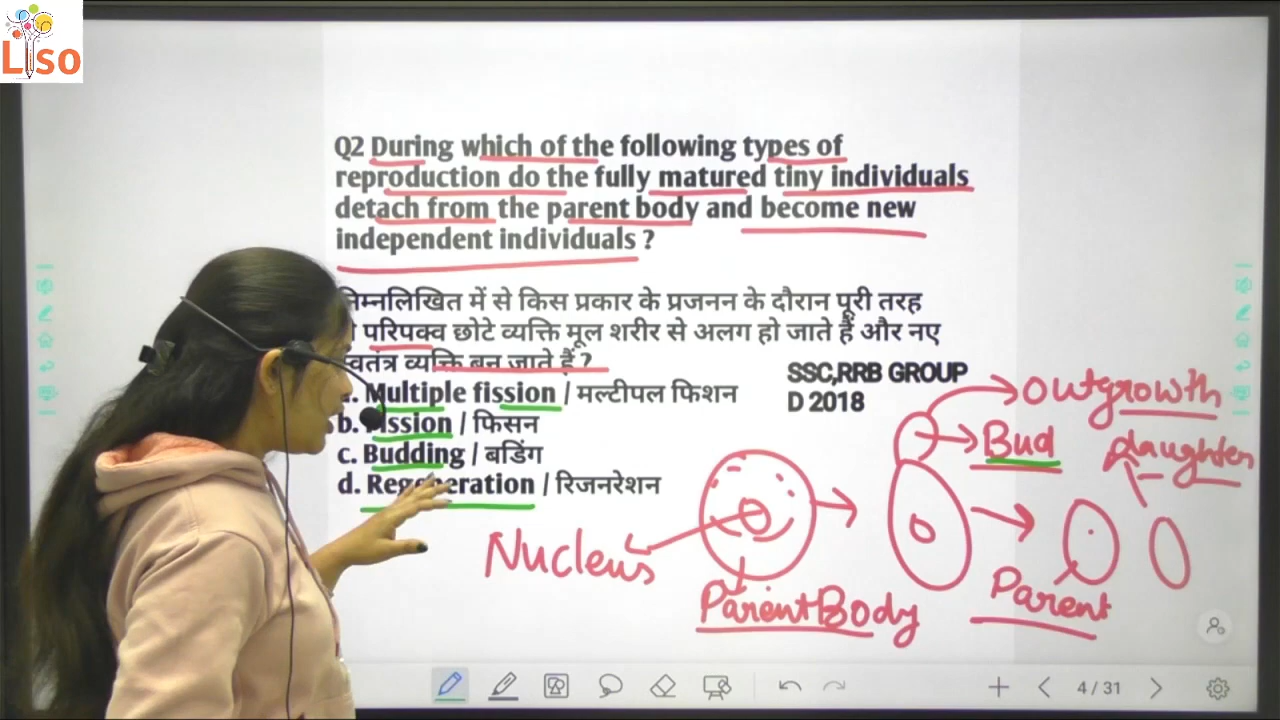 Liso
Q2 During which of the following types of
reproduction do the fully matured tiny individuals
detach from the parent body and become new
independent individuals ?
निम्नलिखित में से किस प्रकार के प्रजनन के दौरान पूरी तरह
परिपक्व छोटे व्यक्ति मूल शरीर से अलग हो जाते हैं और नए
स्वतंत्र व्यक्ति बन जाते हैं ?
a. Multiple fission / मल्टीपल फिशन
b. Fission / फिसन
c. Budding / बडिंग
d. Regeneration / रिजनरेशन
SSC,RRB GROUP
D 2018
Outgrowth
Bud
daughter
Nucleus
Parent Body
Parent
4 / 31